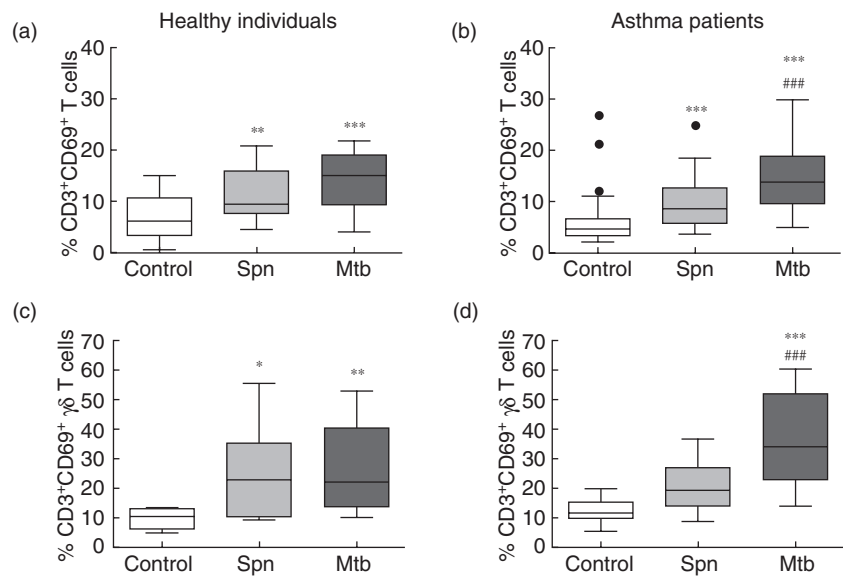 Healthy individuals
Asthma patients
(a)
% CD3⁺CD69⁺ T cells
40
30
20
10
0
**
***
Control
Spn
Mtb
(b)
% CD3⁺CD69⁺ T cells
40
30
20
10
0
***
***
###
Control
Spn
Mtb
(c)
% CD3⁺CD69⁺ γδ T cells
70
60
50
40
30
20
10
0
*
**
Control
Spn
Mtb
(d)
% CD3⁺CD69⁺ γδ T cells
70
60
50
40
30
20
10
0
***
###
Control
Spn
Mtb